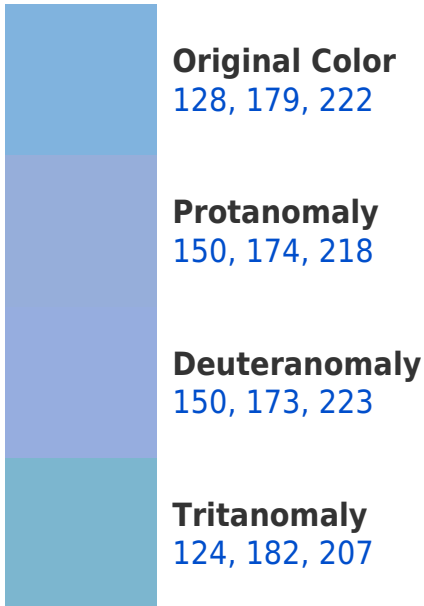 Original Color
128, 179, 222
Protanomaly
150, 174, 218
Deuteranomaly
150, 173, 223
Tritanomaly
124, 182, 207